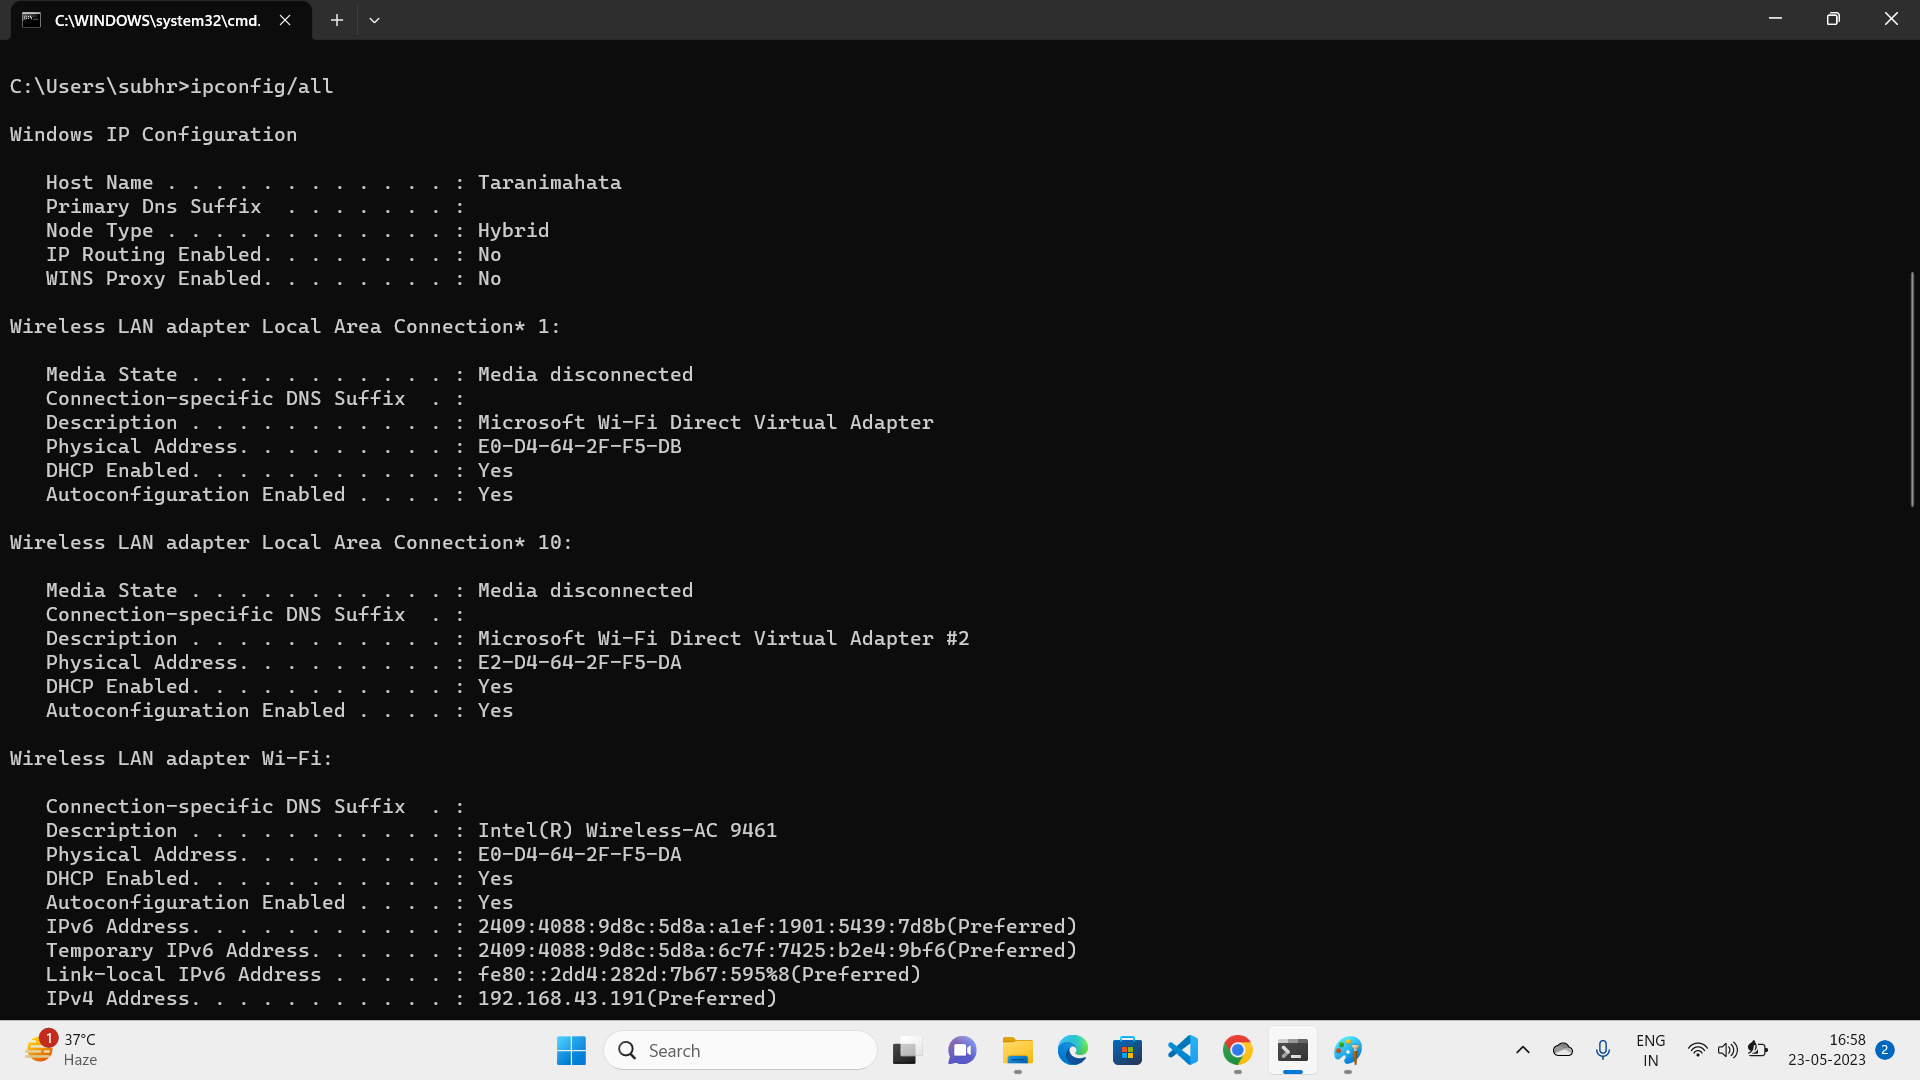 C:\WINDOWS\system32\cmd.
C:\Users\subhr>ipconfig/all
Windows IP Configuration
Host Name . . . . . . . . . . . . : Taranimahata
Primary Dns Suffix  . . . . . . . :
Node Type . . . . . . . . . . . . : Hybrid
IP Routing Enabled. . . . . . . . : No
WINS Proxy Enabled. . . . . . . . : No
Wireless LAN adapter Local Area Connection* 1:
Media State . . . . . . . . . . . : Media disconnected
Connection-specific DNS Suffix  . :
Description . . . . . . . . . . . : Microsoft Wi-Fi Direct Virtual Adapter
Physical Address. . . . . . . . . : E0-D4-64-2F-F5-DB
DHCP Enabled. . . . . . . . . . . : Yes
Autoconfiguration Enabled . . . . : Yes
Wireless LAN adapter Local Area Connection* 10:
Media State . . . . . . . . . . . : Media disconnected
Connection-specific DNS Suffix  . :
Description . . . . . . . . . . . : Microsoft Wi-Fi Direct Virtual Adapter #2
Physical Address. . . . . . . . . : E2-D4-64-2F-F5-DA
DHCP Enabled. . . . . . . . . . . : Yes
Autoconfiguration Enabled . . . . : Yes
Wireless LAN adapter Wi-Fi:
Connection-specific DNS Suffix  . :
Description . . . . . . . . . . . : Intel(R) Wireless-AC 9461
Physical Address. . . . . . . . . : E0-D4-64-2F-F5-DA
DHCP Enabled. . . . . . . . . . . : Yes
Autoconfiguration Enabled . . . . : Yes
IPv6 Address. . . . . . . . . . . : 2409:4088:9d8c:5d8a:a1ef:1901:5439:7d8b(Preferred)
Temporary IPv6 Address. . . . . . : 2409:4088:9d8c:5d8a:6c7f:7425:b2e4:9bf6(Preferred)
Link-local IPv6 Address . . . . . : fe80::2dd4:282d:7b67:595%8(Preferred)
IPv4 Address. . . . . . . . . . . : 192.168.43.191(Preferred)
1
37°C
Haze
Search
ENG
IN
16:58
23-05-2023
2